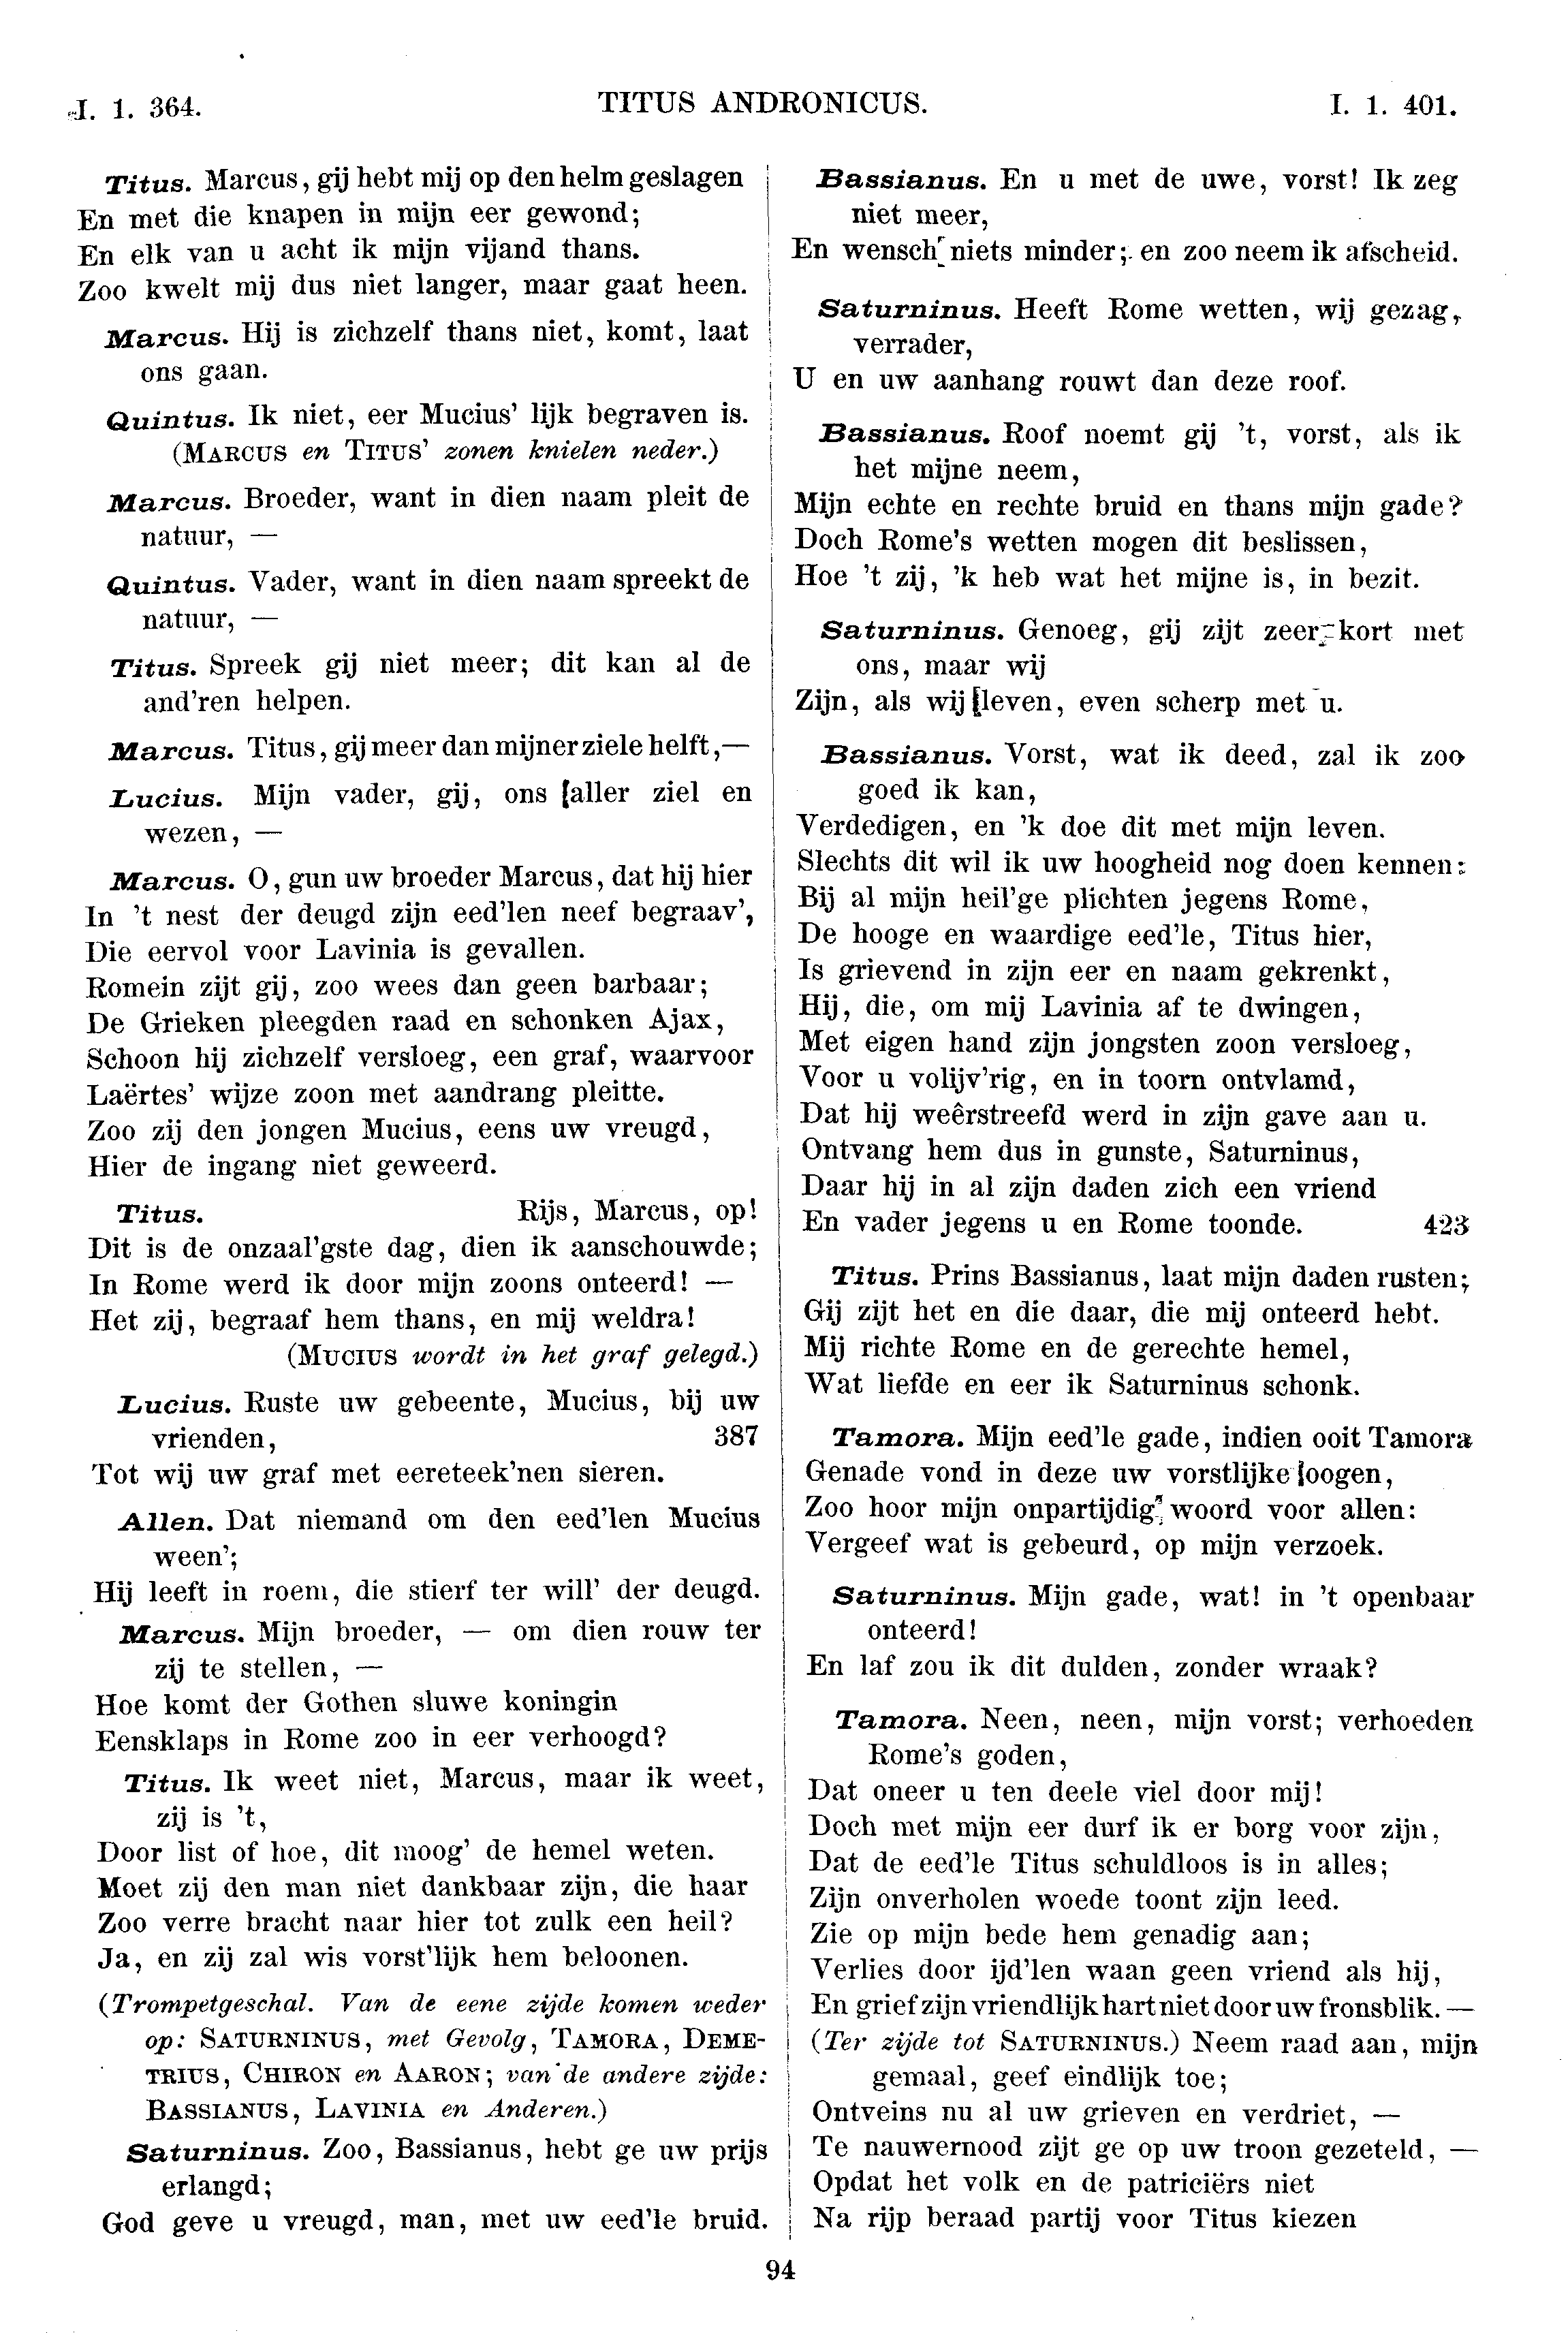 I. 1. 364.
TITUS ANDRONICUS.
I. 1. 401.
Titus. Marcus, gij hebt mij op den helm geslagen
En met die knapen in mijn eer gewond;
En elk van u acht ik mijn vijand thans.
Zoo kwelt mij dus niet langer, maar gaat heen.
Marcus. Hij is zichzelf thans niet, komt, laat
ons gaan.
Quintus. Ik niet, eer Mucius' lijk begraven is.
(MARCUS en TITUS' zonen knielen neder.)
Marcus. Broeder, want in dien naam pleit de
natuur, —
Quintus. Vader, want in dien naam spreekt de
natuur, —
Titus. Spreek gij niet meer; dit kan al de
and'ren helpen.
Marcus. Titus, gij meer dan mijner ziele helft,—
Lucius. Mijn vader, gij, ons aller ziel en
wezen, —
Marcus. O, gun uw broeder Marcus, dat hij hier
In 't nest der deugd zijn eed'len neef begraav',
Die eervol voor Lavinia is gevallen.
Romein zijt gij, zoo wees dan geen barbaar;
De Grieken pleegden raad en schonken Ajax,
Schoon hij zichzelf versloeg, een graf, waarvoor
Laërtes' wijze zoon met aandrang pleitte.
Zoo zij den jongen Mucius, eens uw vreugd,
Hier de ingang niet geweerd.
Titus. Rijs, Marcus, op!
Dit is de onzaal'gste dag, dien ik aanschouwde;
In Rome werd ik door mijn zoons onteerd! —
Het zij, begraaf hem thans, en mij weldra!
(MUCIUS wordt in het graf gelegd.)
Lucius. Ruste uw gebeente, Mucius, bij uw
vrienden, 387
Tot wij uw graf met eereteek'nen sieren.
Allen. Dat niemand om den eed'len Mucius
ween';
Hij leeft in roem, die stierf ter will' der deugd.
Marcus. Mijn broeder, — om dien rouw ter
zij te stellen, —
Hoe komt der Gothen sluwe koningin
Eensklaps in Rome zoo in eer verhoogd?
Titus. Ik weet niet, Marcus, maar ik weet,
zij is 't,
Door list of hoe, dit moog' de hemel weten.
Moet zij den man niet dankbaar zijn, die haar
Zoo verre bracht naar hier tot zulk een heil?
Ja, en zij zal wis vorst'lijk hem beloonen.
(Trompetgeschal. Van de eene zijde komen weder
op: SATURNINUS, met Gevolg, TAMORA, DEME-
TRIUS, CHIRON en AARON; van de andere zijde:
BASSIANUS, LAVINIA en Anderen.)
Saturninus. Zoo, Bassianus, hebt ge uw prijs
erlangd;
God geve u vreugd, man, met uw eed'le bruid.
Bassianus. En u met de uwe, vorst! Ik zeg
niet meer,
En wensch niets minder; en zoo neem ik afscheid.
Saturninus. Heeft Rome wetten, wij gezag,
verrader,
U en uw aanhang rouwt dan deze roof.
Bassianus. Roof noemt gij 't, vorst, als ik
het mijne neem,
Mijn echte en rechte bruid en thans mijn gade?
Doch Rome's wetten mogen dit beslissen,
Hoe 't zij, 'k heb wat het mijne is, in bezit.
Saturninus. Genoeg, gij zijt zeer kort met
ons, maar wij
Zijn, als wij leven, even scherp met u.
Bassianus. Vorst, wat ik deed, zal ik zoo
goed ik kan,
Verdedigen, en 'k doe dit met mijn leven.
Slechts dit wil ik uw hoogheid nog doen kennen:
Bij al mijn heil'ge plichten jegens Rome,
De hooge en waardige eed'le, Titus hier,
Is grievend in zijn eer en naam gekrenkt,
Hij, die, om mij Lavinia af te dwingen,
Met eigen hand zijn jongsten zoon versloeg,
Voor u volijv'rig, en in toorn ontvlamd,
Dat hij weêrstreefd werd in zijn gave aan u.
Ontvang hem dus in gunste, Saturninus,
Daar hij in al zijn daden zich een vriend
En vader jegens u en Rome toonde. 423
Titus. Prins Bassianus, laat mijn daden rusten;
Gij zijt het en die daar, die mij onteerd hebt.
Mij richte Rome en de gerechte hemel,
Wat liefde en eer ik Saturninus schonk.
Tamora. Mijn eed'le gade, indien ooit Tamora
Genade vond in deze uw vorstlijke oogen,
Zoo hoor mijn onpartijdig woord voor allen:
Vergeef wat is gebeurd, op mijn verzoek.
Saturninus. Mijn gade, wat! in 't openbaar
onteerd!
En laf zou ik dit dulden, zonder wraak?
Tamora. Neen, neen, mijn vorst; verhoeden
Rome's goden,
Dat oneer u ten deele viel door mij!
Doch met mijn eer durf ik er borg voor zijn,
Dat de eed'le Titus schuldloos is in alles;
Zijn onverholen woede toont zijn leed.
Zie op mijn bede hem genadig aan;
Verlies door ijd'len waan geen vriend als hij,
En grief zijn vriendlijk hart niet door uw fronsblik. —
(Ter zijde tot SATURNINUS.) Neem raad aan, mijn
gemaal, geef eindlijk toe;
Ontveins nu al uw grieven en verdriet, —
Te nauwernood zijt ge op uw troon gezeteld, —
Opdat het volk en de patriciërs niet
Na rijp beraad partij voor Titus kiezen
94